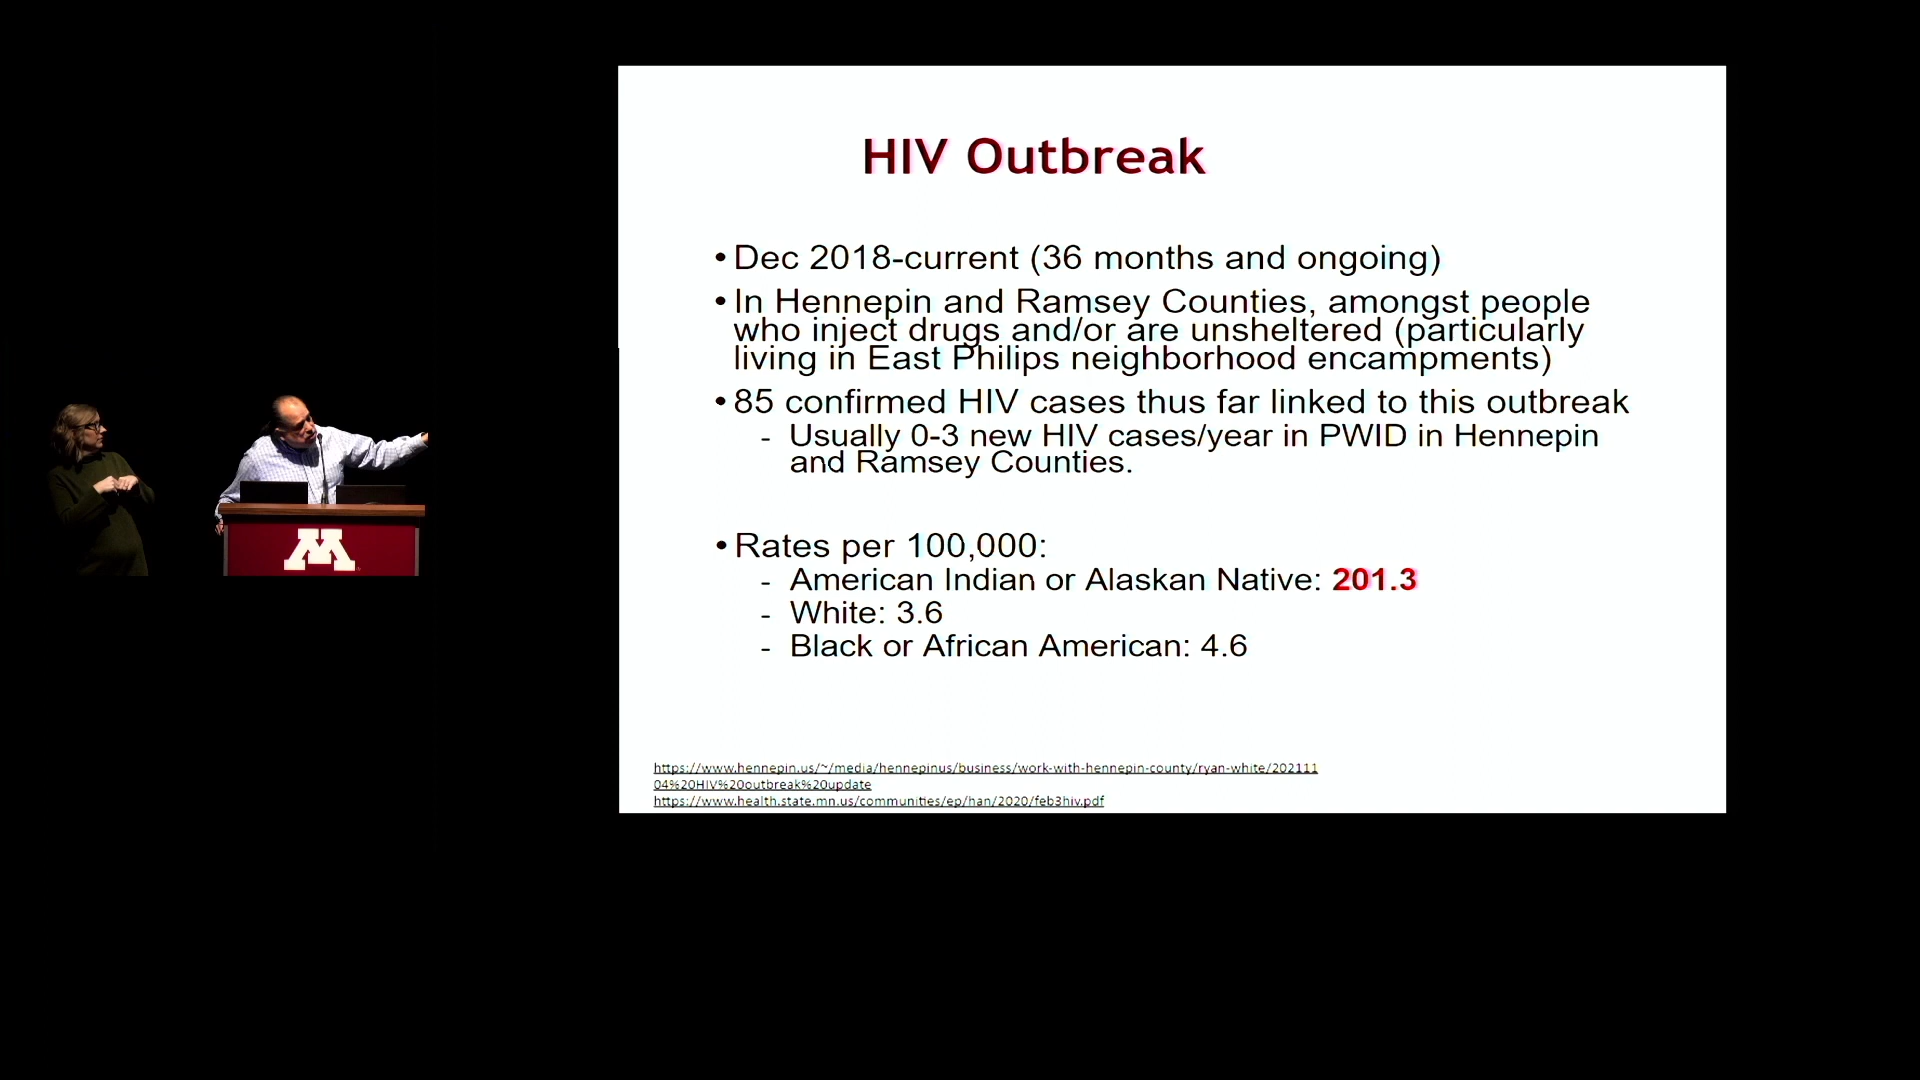 HIV Outbreak
• Dec 2018-current (36 months and ongoing)
• In Hennepin and Ramsey Counties, amongst people
who inject drugs and/or are unsheltered (particularly
living in East Philips neighborhood encampments)
• 85 confirmed HIV cases thus far linked to this outbreak
- Usually 0-3 new HIV cases/year in PWID in Hennepin
and Ramsey Counties.
• Rates per 100,000:
- American Indian or Alaskan Native: 201.3
- White: 3.6
- Black or African American: 4.6
https://www.hennepin.us/~/media/hennepinus/business/work-with-hennepin-county/ryan-white/202111
04%20HIV%20outbreak%20update
https://www.health.state.mn.us/communities/ep/han/2020/feb3hiv.pdf
M